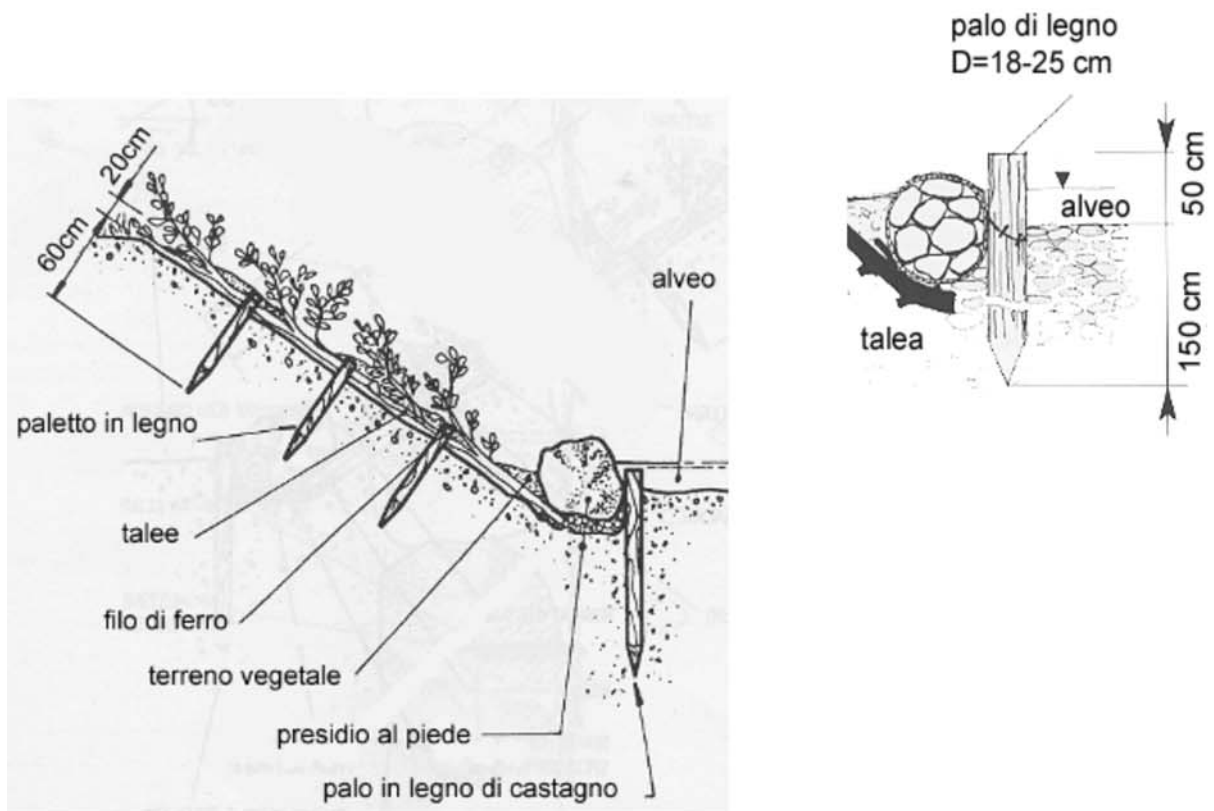 palo di legno
D=18-25 cm
20cm
60cm
50 cm
alveo
150 cm
talea
alveo
paletto in legno
talee
filo di ferro
terreno vegetale
presidio al piede
palo in legno di castagno